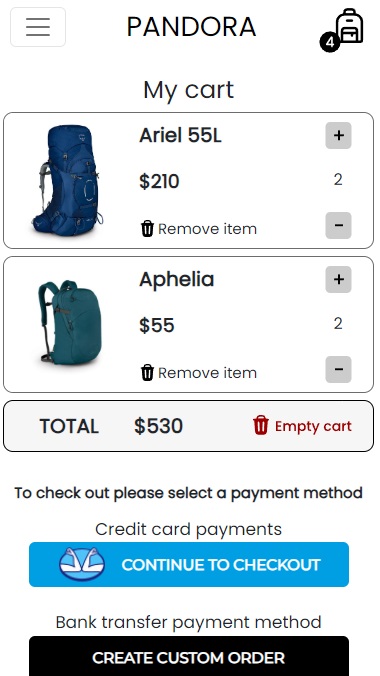 PANDORA
4
My cart
Ariel 55L
+
$210
2
Remove item
-
Aphelia
+
$55
2
Remove item
-
TOTAL $530 Empty cart
To check out please select a payment method
Credit card payments
CONTINUE TO CHECKOUT
Bank transfer payment method
CREATE CUSTOM ORDER